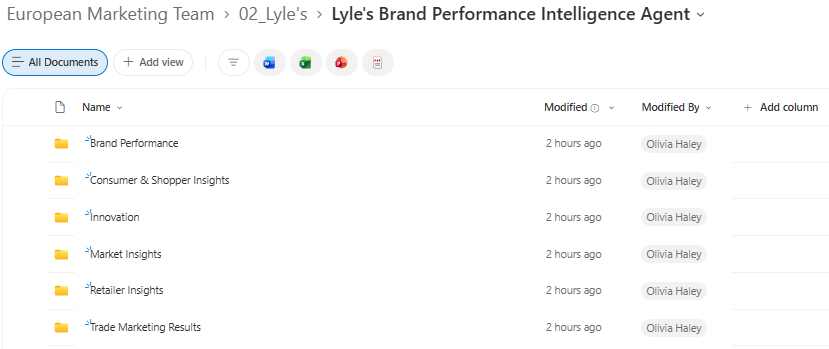 European Marketing Team > 02_Lyle's > Lyle's Brand Performance Intelligence Agent
All Documents + Add view
Name Modified Modified By + Add column
Brand Performance 2 hours ago Olivia Haley
Consumer & Shopper Insights 2 hours ago Olivia Haley
Innovation 2 hours ago Olivia Haley
Market Insights 2 hours ago Olivia Haley
Retailer Insights 2 hours ago Olivia Haley
Trade Marketing Results 2 hours ago Olivia Haley